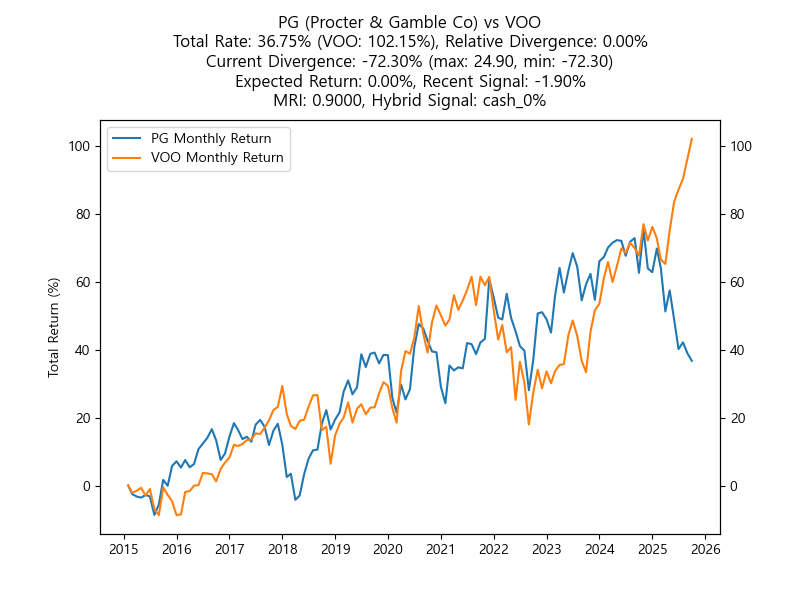 PG (Procter & Gamble Co) vs VOO
Total Rate: 36.75% (VOO: 102.15%), Relative Divergence: 0.00%
Current Divergence: -72.30% (max: 24.90, min: -72.30)
Expected Return: 0.00%, Recent Signal: -1.90%
MRI: 0.9000, Hybrid Signal: cash_0%
PG Monthly Return
VOO Monthly Return
100 100
80 80
60 60
40 40
20 20
0 0
Total Return (%)
2015 2016 2017 2018 2019 2020 2021 2022 2023 2024 2025 2026